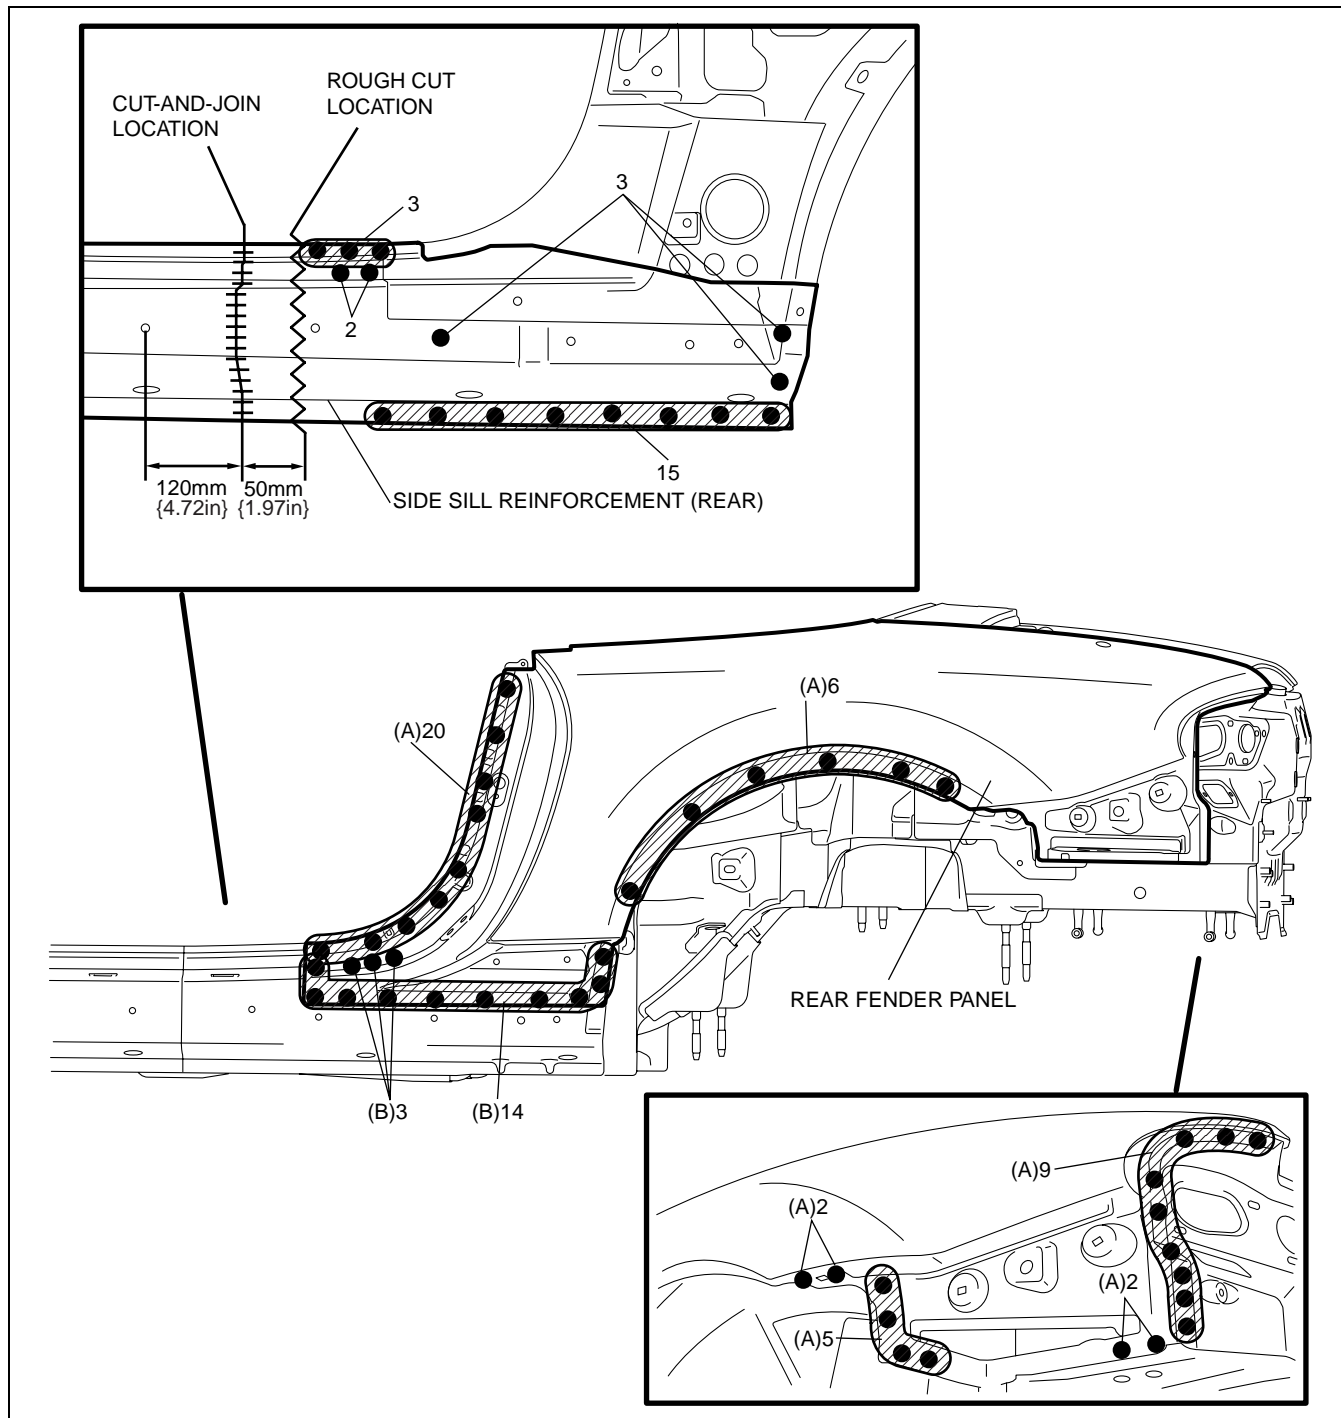 ROUGH CUT
LOCATION
CUT-AND-JOIN
LOCATION
3
3
2
15
120mm
{4.72in}
50mm
{1.97in}
SIDE SILL REINFORCEMENT (REAR)
(A)6
(A)20
REAR FENDER PANEL
(B)3
(B)14
(A)9
(A)2
(A)2
(A)5